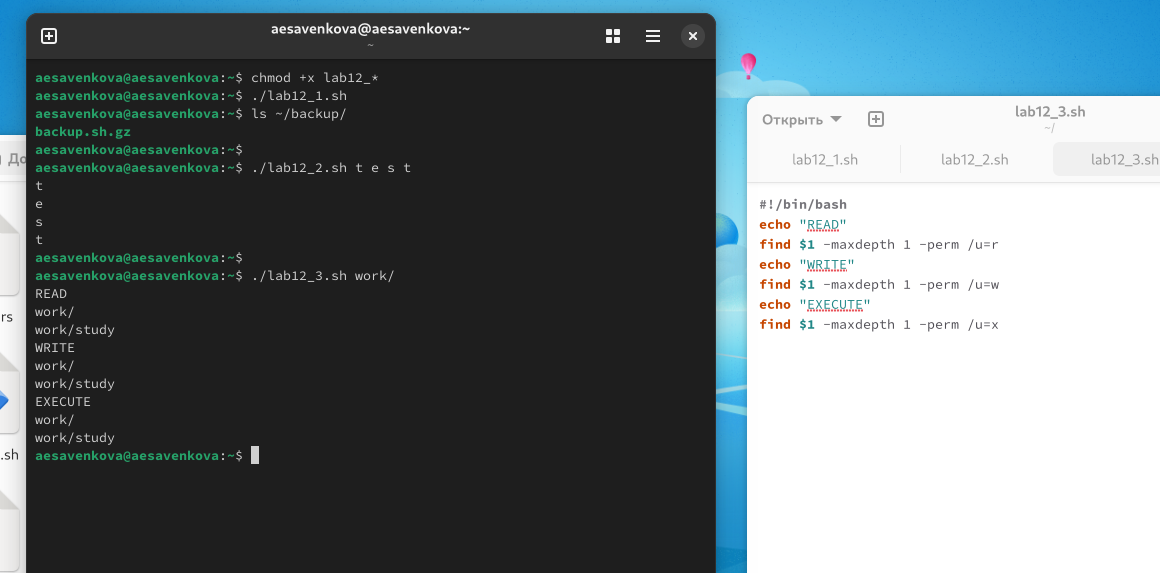 aesavenkova@aesavenkova:~
~
aesavenkova@aesavenkova:~$ chmod +x lab12_*
aesavenkova@aesavenkova:~$ ./lab12_1.sh
aesavenkova@aesavenkova:~$ ls ~/backup/
backup.sh.gz
aesavenkova@aesavenkova:~$
aesavenkova@aesavenkova:~$ ./lab12_2.sh t e s t
t
e
s
t
aesavenkova@aesavenkova:~$
aesavenkova@aesavenkova:~$ ./lab12_3.sh work/
READ
work/
work/study
WRITE
work/
work/study
EXECUTE
work/
work/study
aesavenkova@aesavenkova:~$
До
rs
.sh
Открыть
lab12_3.sh
~/
lab12_1.sh lab12_2.sh lab12_3.sh
#!/bin/bash
echo "READ"
find $1 -maxdepth 1 -perm /u=r
echo "WRITE"
find $1 -maxdepth 1 -perm /u=w
echo "EXECUTE"
find $1 -maxdepth 1 -perm /u=x